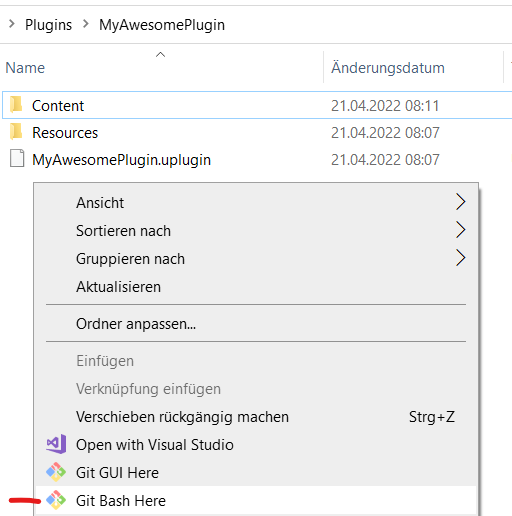 Plugins MyAwesomePlugin
Name Änderungsdatum
Content 21.04.2022 08:11
Resources 21.04.2022 08:07
MyAwesomePlugin.uplugin 21.04.2022 08:07
Ansicht
Sortieren nach
Gruppieren nach
Aktualisieren
Ordner anpassen...
Einfügen
Verknüpfung einfügen
Verschieben rückgängig machen Strg+Z
Open with Visual Studio
Git GUI Here
Git Bash Here